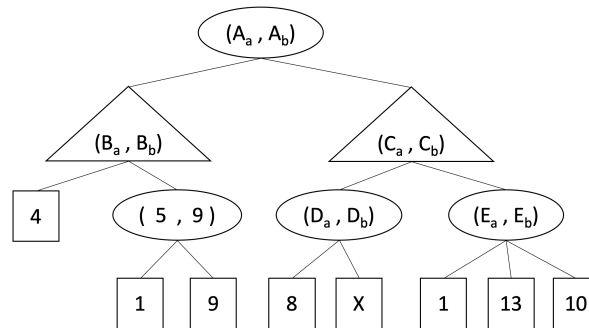 (Aa , Ab)
(Ba , Bb)
(Ca , Cb)
4
( 5 , 9 )
(Da , Db)
(Ea , Eb)
1
9
8
X
1
13
10